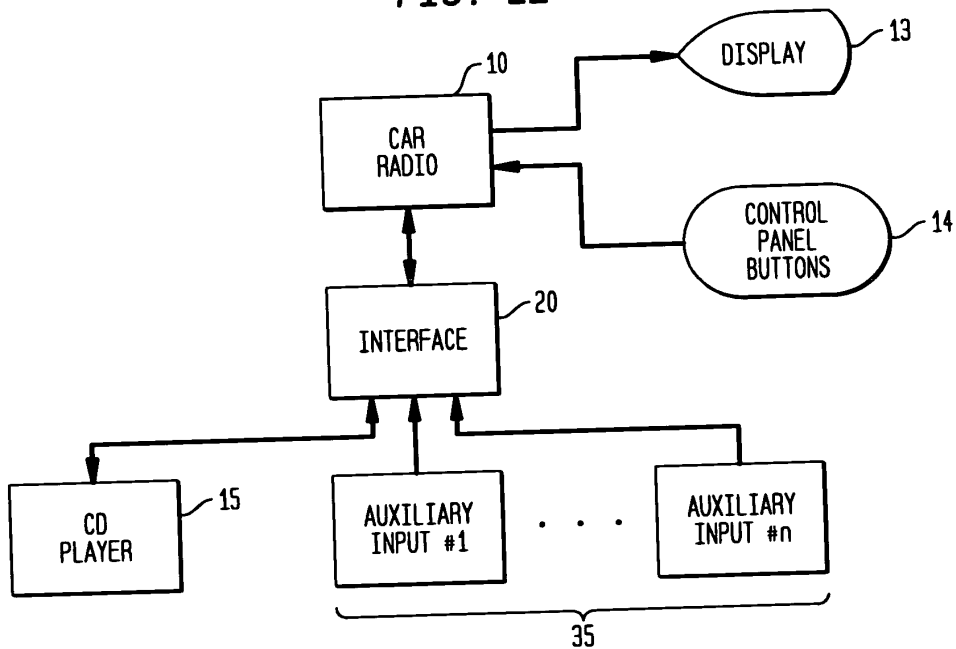 10
CAR
RADIO
DISPLAY
13
CONTROL
PANEL
BUTTONS
14
INTERFACE
20
CD
PLAYER
15
AUXILIARY
INPUT #1
. . .
AUXILIARY
INPUT #n
35